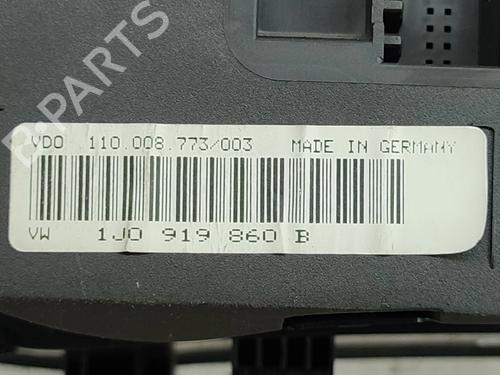 B-PARTS
VDO 110.008.773/003 MADE IN GERMANY
VW 1J0 919 860 B